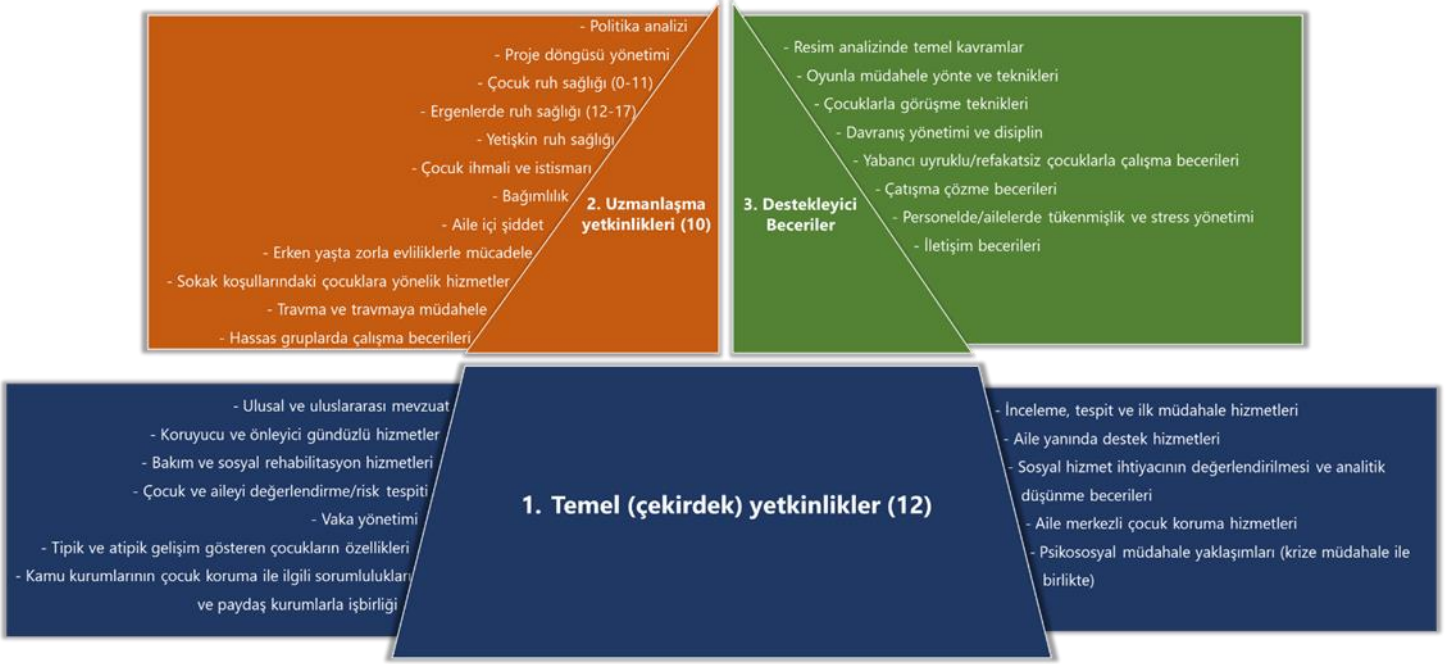 - Politika analizi
- Proje döngüsü yönetimi
- Çocuk ruh sağlığı (0-11)
- Ergenlerde ruh sağlığı (12-17)
- Yetişkin ruh sağlığı
- Çocuk ihmali ve istismarı
- Bağımlılık
- Aile içi şiddet
- Erken yaşta zorla evliliklerle mücadele
- Sokak koşullarındaki çocuklara yönelik hizmetler
- Travma ve travmaya müdahele
- Hassas gruplarda çalışma becerileri
2. Uzmanlaşma
yetkinlikleri (10)
3. Destekleyici
Beceriler
- Resim analizinde temel kavramlar
- Oyunla müdahele yönte ve teknikleri
- Çocuklarla görüşme teknikleri
- Davranış yönetimi ve disiplin
- Yabancı uyruklu/refakatsiz çocuklarla çalışma becerileri
- Çatışma çözme becerileri
- Personelde/ailelerde tükenmişlik ve stress yönetimi
- İletişim becerileri
- Ulusal ve uluslararası mevzuat
- Koruyucu ve önleyici gündüzlü hizmetler
- Bakım ve sosyal rehabilitasyon hizmetleri
- Çocuk ve aileyi değerlendirme/risk tespiti
- Vaka yönetimi
- Tipik ve atipik gelişim gösteren çocukların özellikleri
- Kamu kurumlarının çocuk koruma ile ilgili sorumlulukları
ve paydaş kurumlarla işbirliği
1. Temel (çekirdek) yetkinlikler (12)
- İnceleme, tespit ve ilk müdahale hizmetleri
- Aile yanında destek hizmetleri
- Sosyal hizmet ihtiyacının değerlendirilmesi ve analitik
düşünme becerileri
- Aile merkezli çocuk koruma hizmetleri
- Psikososyal müdahale yaklaşımları (krize müdahale ile
birlikte)